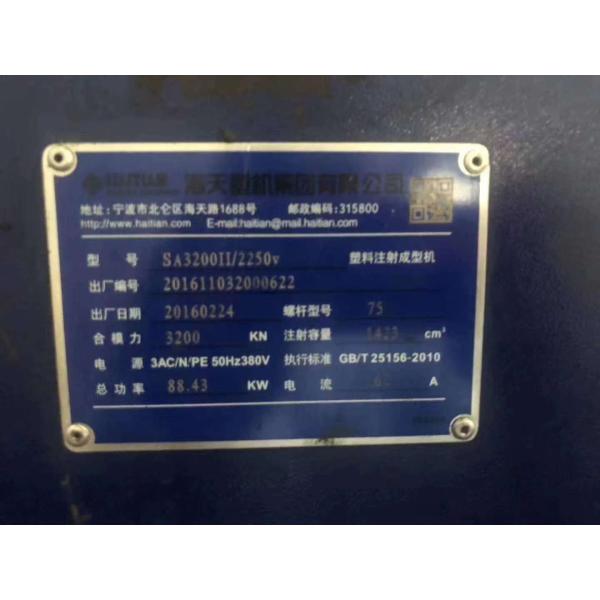 海天塑机集团有限公司
地址:宁波市北仑区海天路1688号 邮政编码:315800
http://www.haitian.com E-mail:haitian@mail.haitian.com
型号 SA3200II/2250v 塑料注射成型机
出厂编号 201611032000622
出厂日期 20160224 螺杆型号 75
合模力 3200 KN 注射容量 cm³
电源 3AC/N/PE 50Hz380V 执行标准 GB/T 25156-2010
总功率 88.43 KW 电流 A